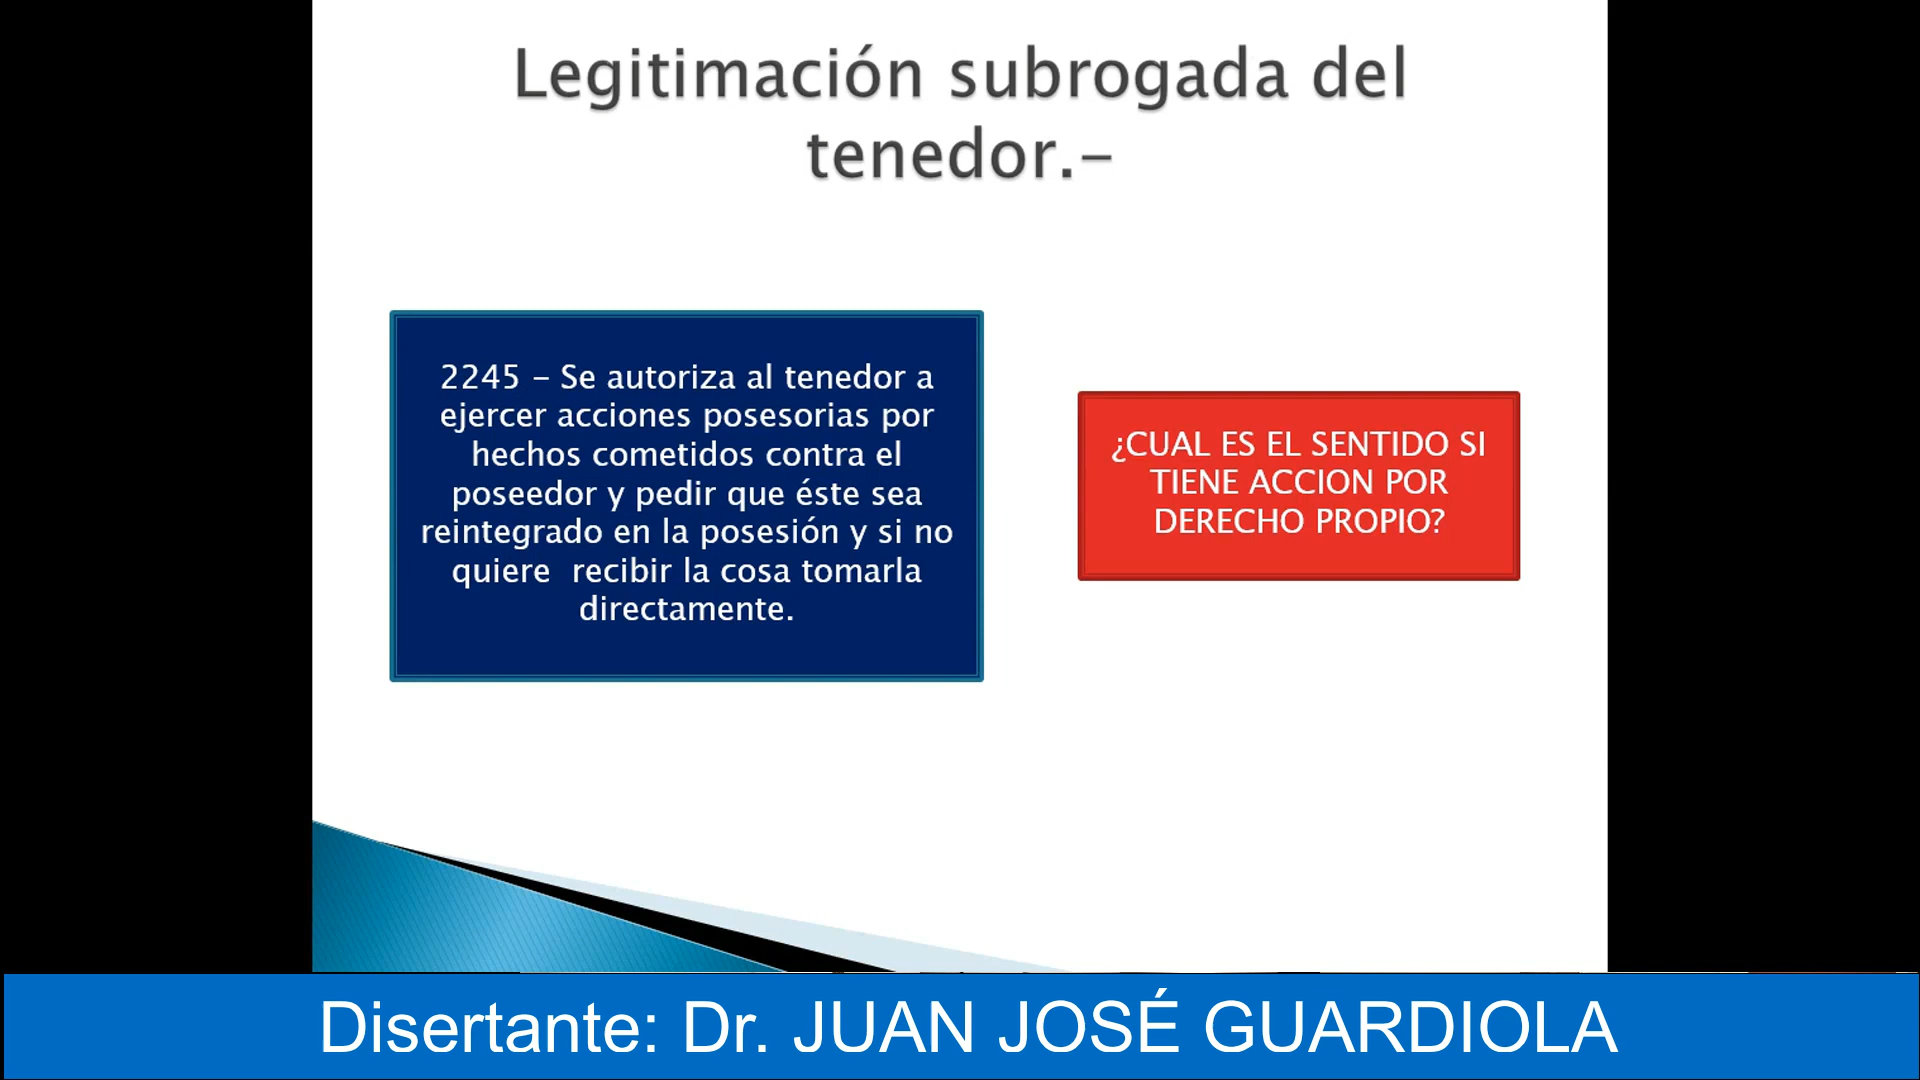 Legitimación subrogada del
tenedor.-
2245 - Se autoriza al tenedor a
ejercer acciones posesorias por
hechos cometidos contra el
poseedor y pedir que éste sea
reintegrado en la posesión y si no
quiere recibir la cosa tomarla
directamente.
¿CUAL ES EL SENTIDO SI
TIENE ACCION POR
DERECHO PROPIO?
Disertante: Dr. JUAN JOSÉ GUARDIOLA